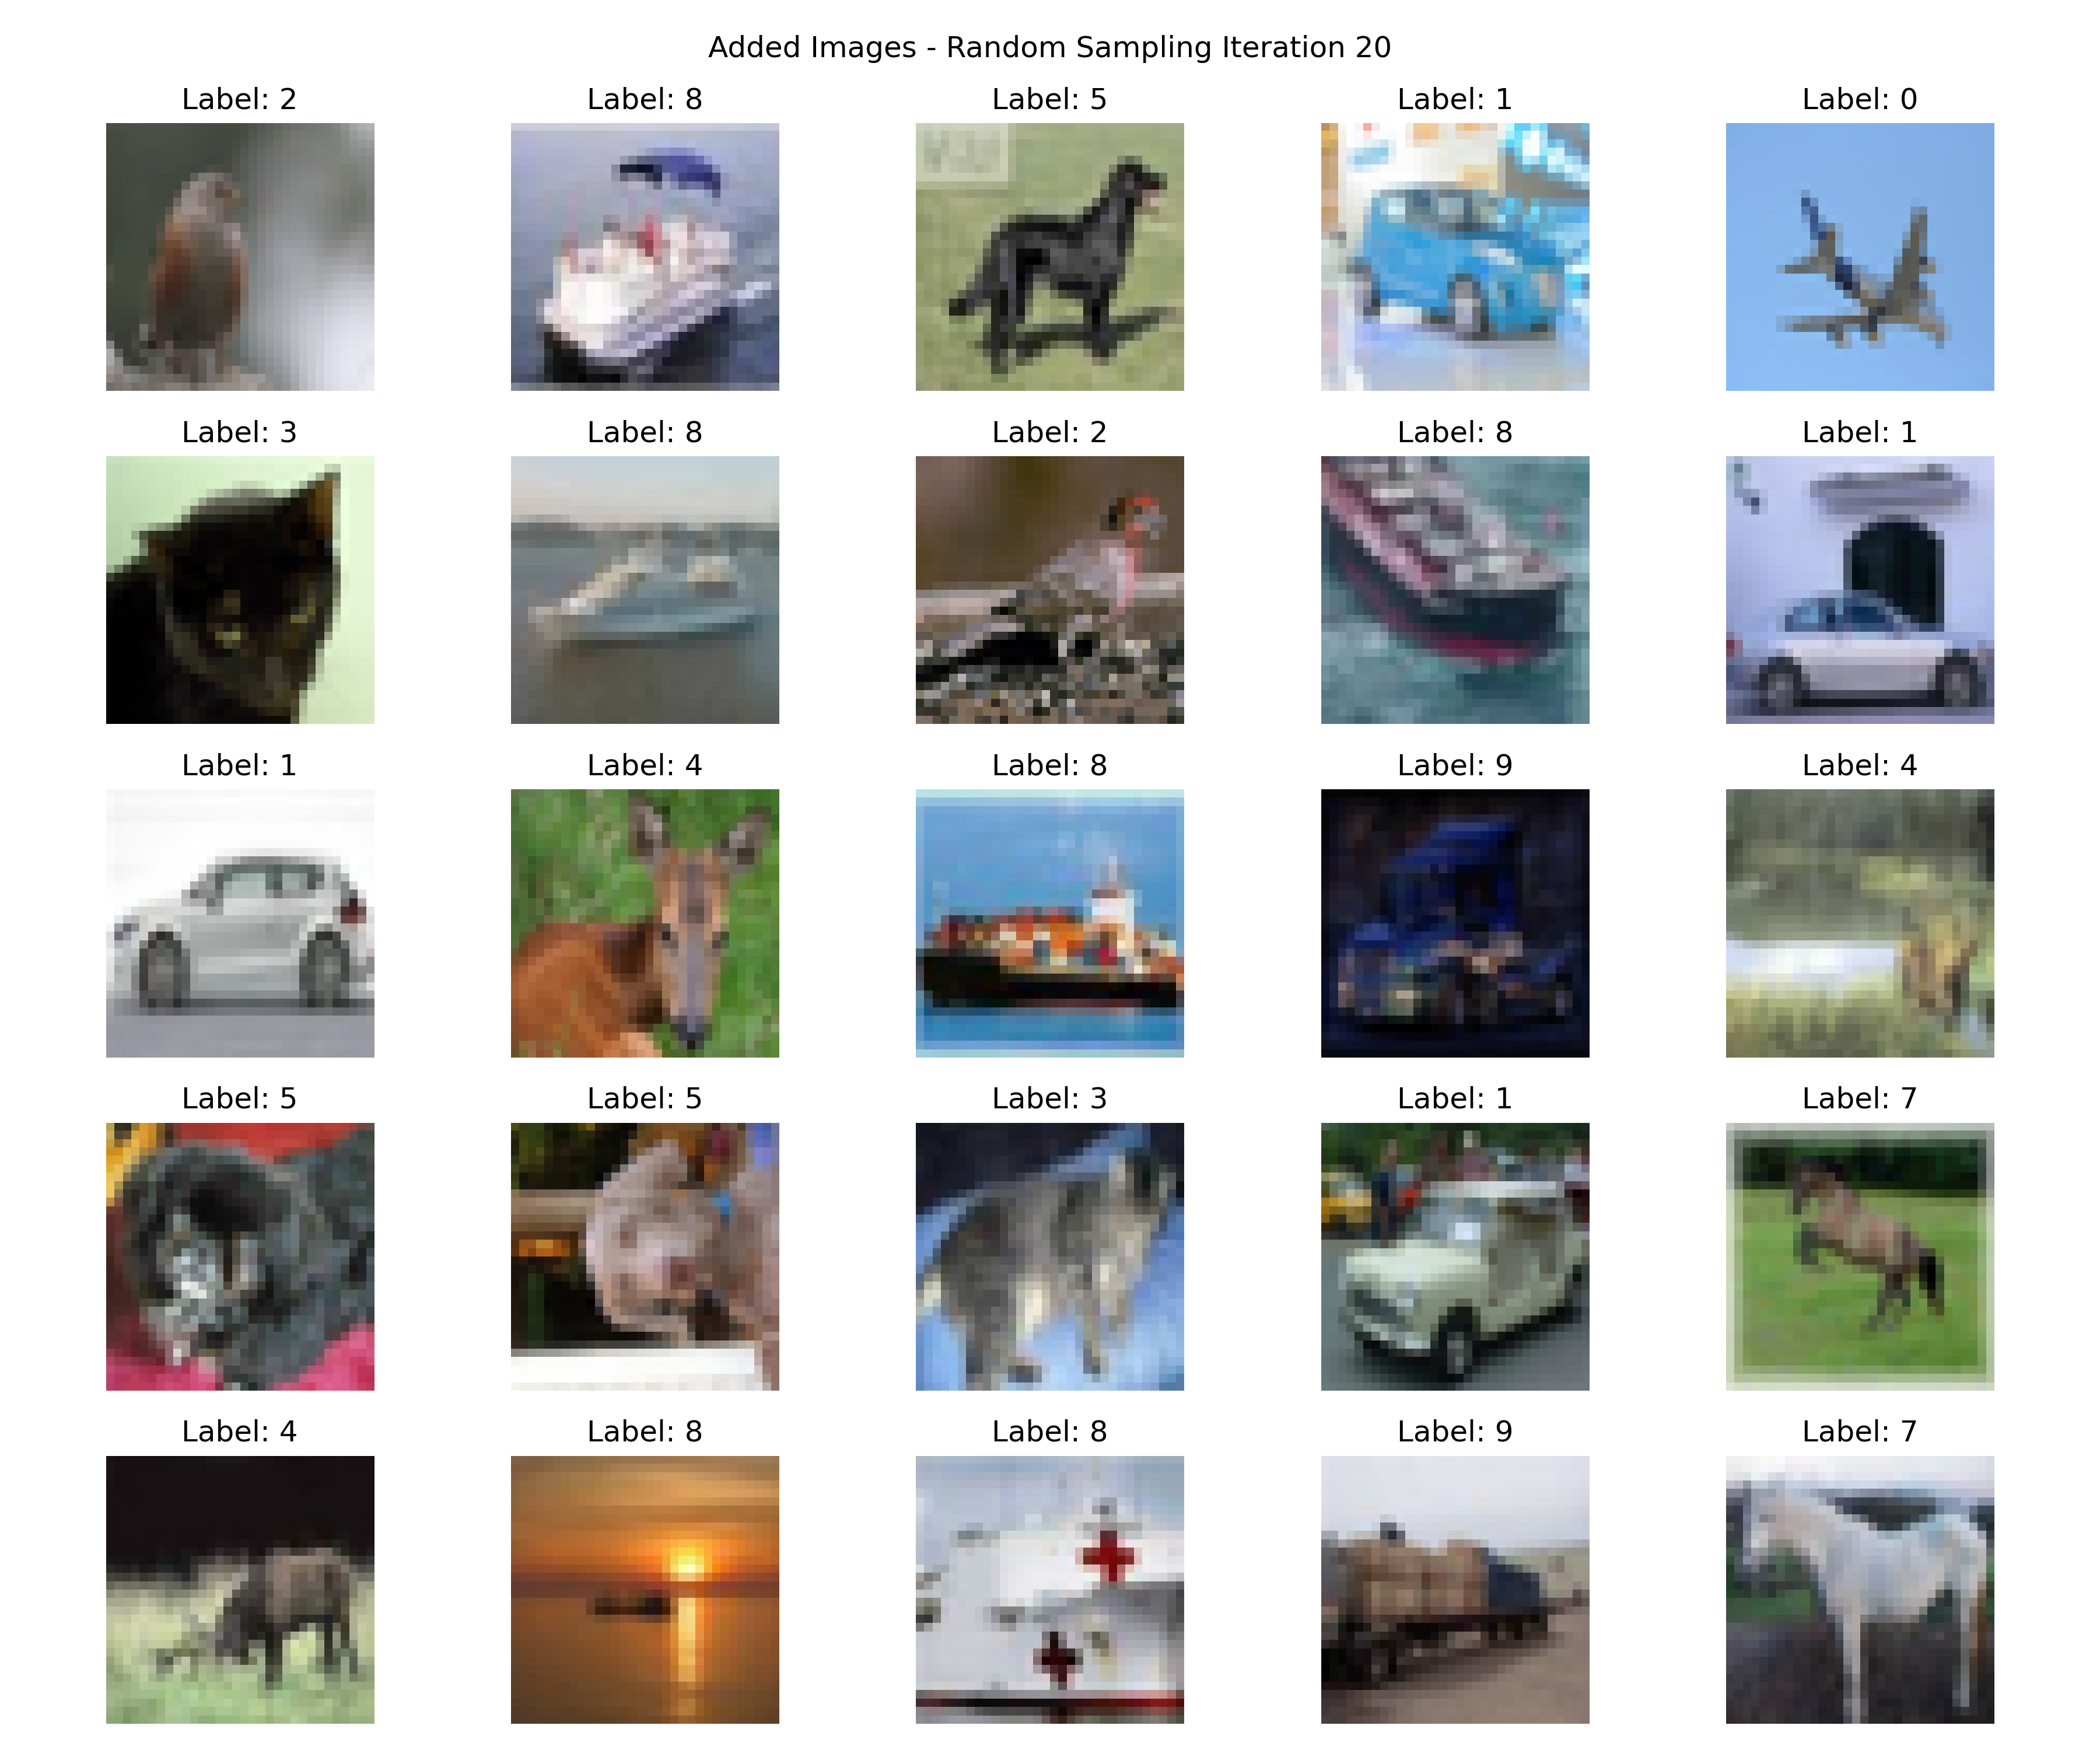 Added Images - Random Sampling Iteration 20
Label: 2 Label: 8 Label: 5 Label: 1 Label: 0
Label: 3 Label: 8 Label: 2 Label: 8 Label: 1
Label: 1 Label: 4 Label: 8 Label: 9 Label: 4
Label: 5 Label: 5 Label: 3 Label: 1 Label: 7
Label: 4 Label: 8 Label: 8 Label: 9 Label: 7